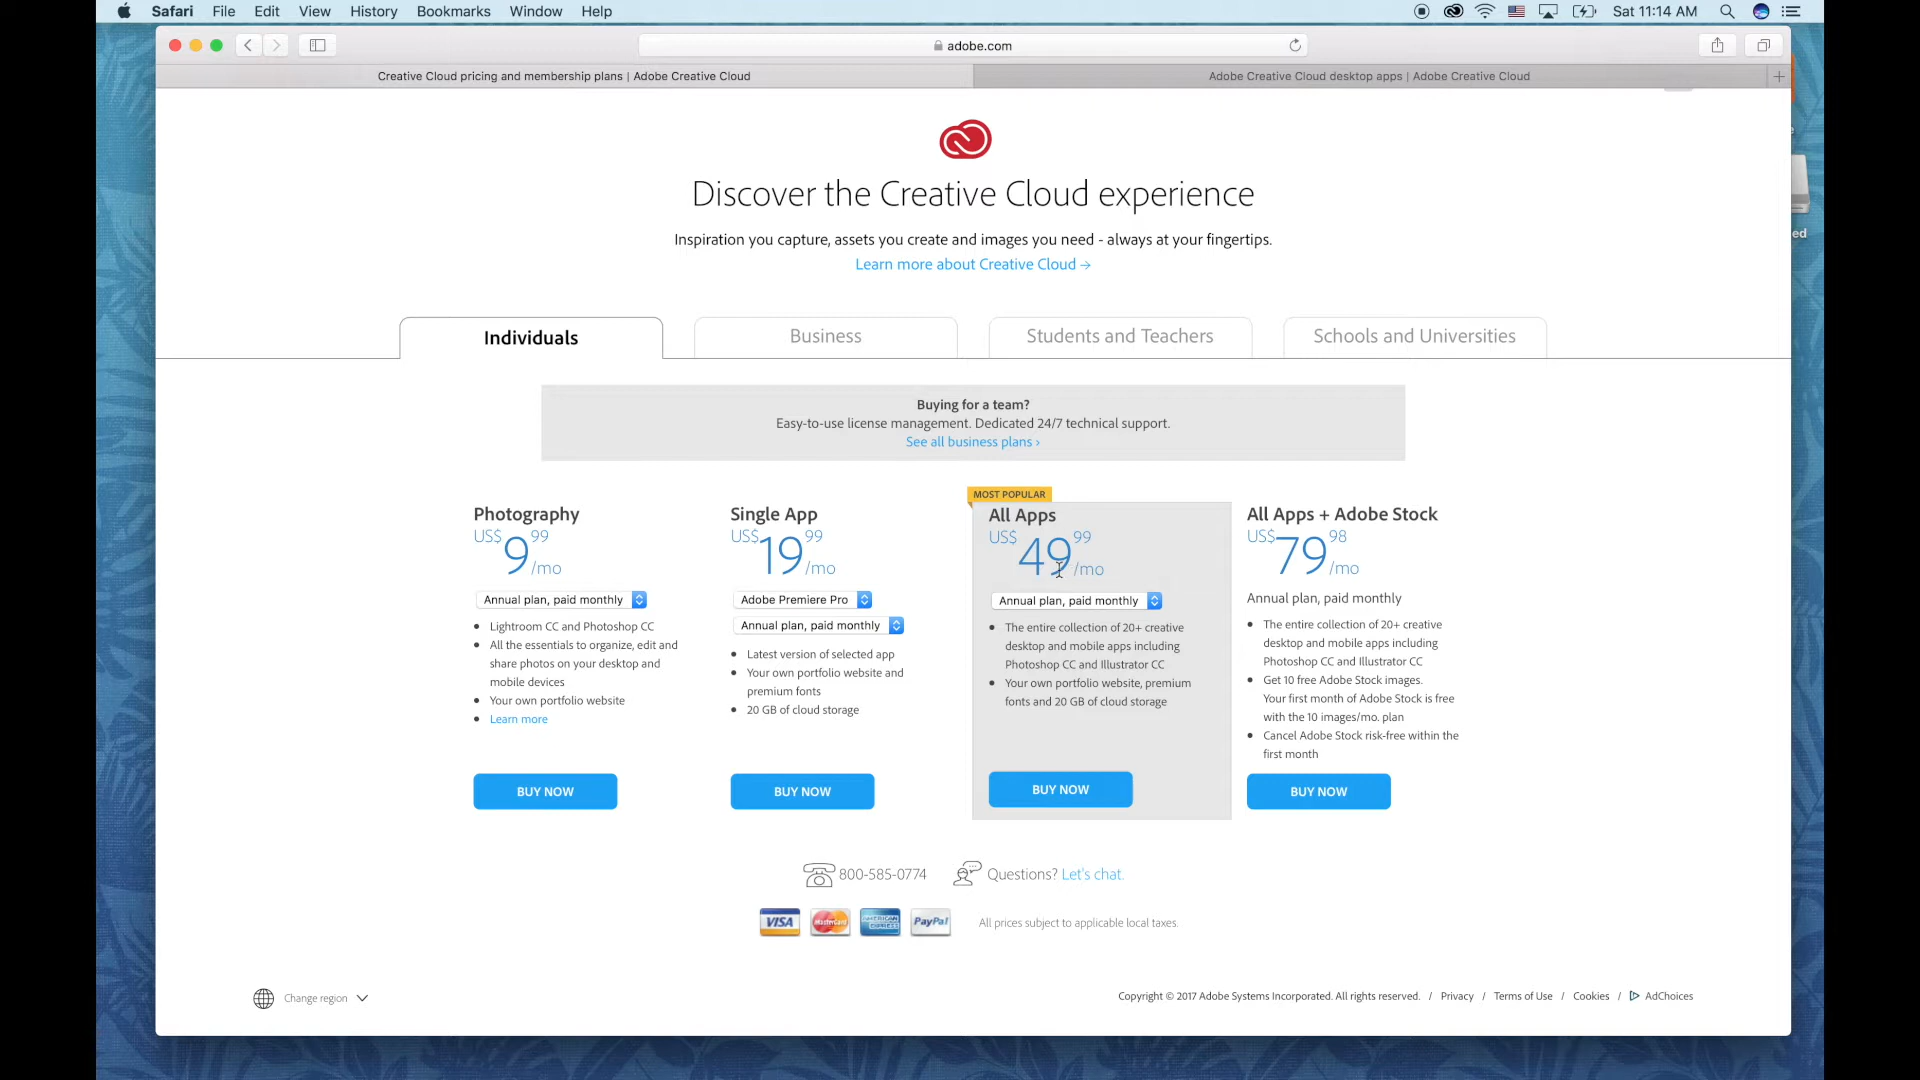 Safari File Edit View History Bookmarks Window Help Sat 11:14 AM
adobe.com
Creative Cloud pricing and membership plans | Adobe Creative Cloud
Adobe Creative Cloud desktop apps | Adobe Creative Cloud
Discover the Creative Cloud experience
Inspiration you capture, assets you create and images you need - always at your fingertips.
Learn more about Creative Cloud →
Individuals
Business
Students and Teachers
Schools and Universities
Buying for a team?
Easy-to-use license management. Dedicated 24/7 technical support.
See all business plans ›
Photography
US$ 9 99 /mo
Annual plan, paid monthly
• Lightroom CC and Photoshop CC
• All the essentials to organize, edit and
share photos on your desktop and
mobile devices
• Your own portfolio website
• Learn more
BUY NOW
Single App
US$ 19 99 /mo
Adobe Premiere Pro
Annual plan, paid monthly
• Latest version of selected app
• Your own portfolio website and
premium fonts
• 20 GB of cloud storage
BUY NOW
MOST POPULAR
All Apps
US$ 49 99 /mo
Annual plan, paid monthly
• The entire collection of 20+ creative
desktop and mobile apps including
Photoshop CC and Illustrator CC
• Your own portfolio website, premium
fonts and 20 GB of cloud storage
BUY NOW
All Apps + Adobe Stock
US$ 79 98 /mo
Annual plan, paid monthly
• The entire collection of 20+ creative
desktop and mobile apps including
Photoshop CC and Illustrator CC
• Get 10 free Adobe Stock images.
Your first month of Adobe Stock is free
with the 10 images/mo. plan
• Cancel Adobe Stock risk-free within the
first month
BUY NOW
800-585-0774
Questions? Let's chat.
VISA MasterCard AMERICAN EXPRESS PayPal
All prices subject to applicable local taxes.
Change region
Copyright © 2017 Adobe Systems Incorporated. All rights reserved. / Privacy / Terms of Use / Cookies / AdChoices
ed